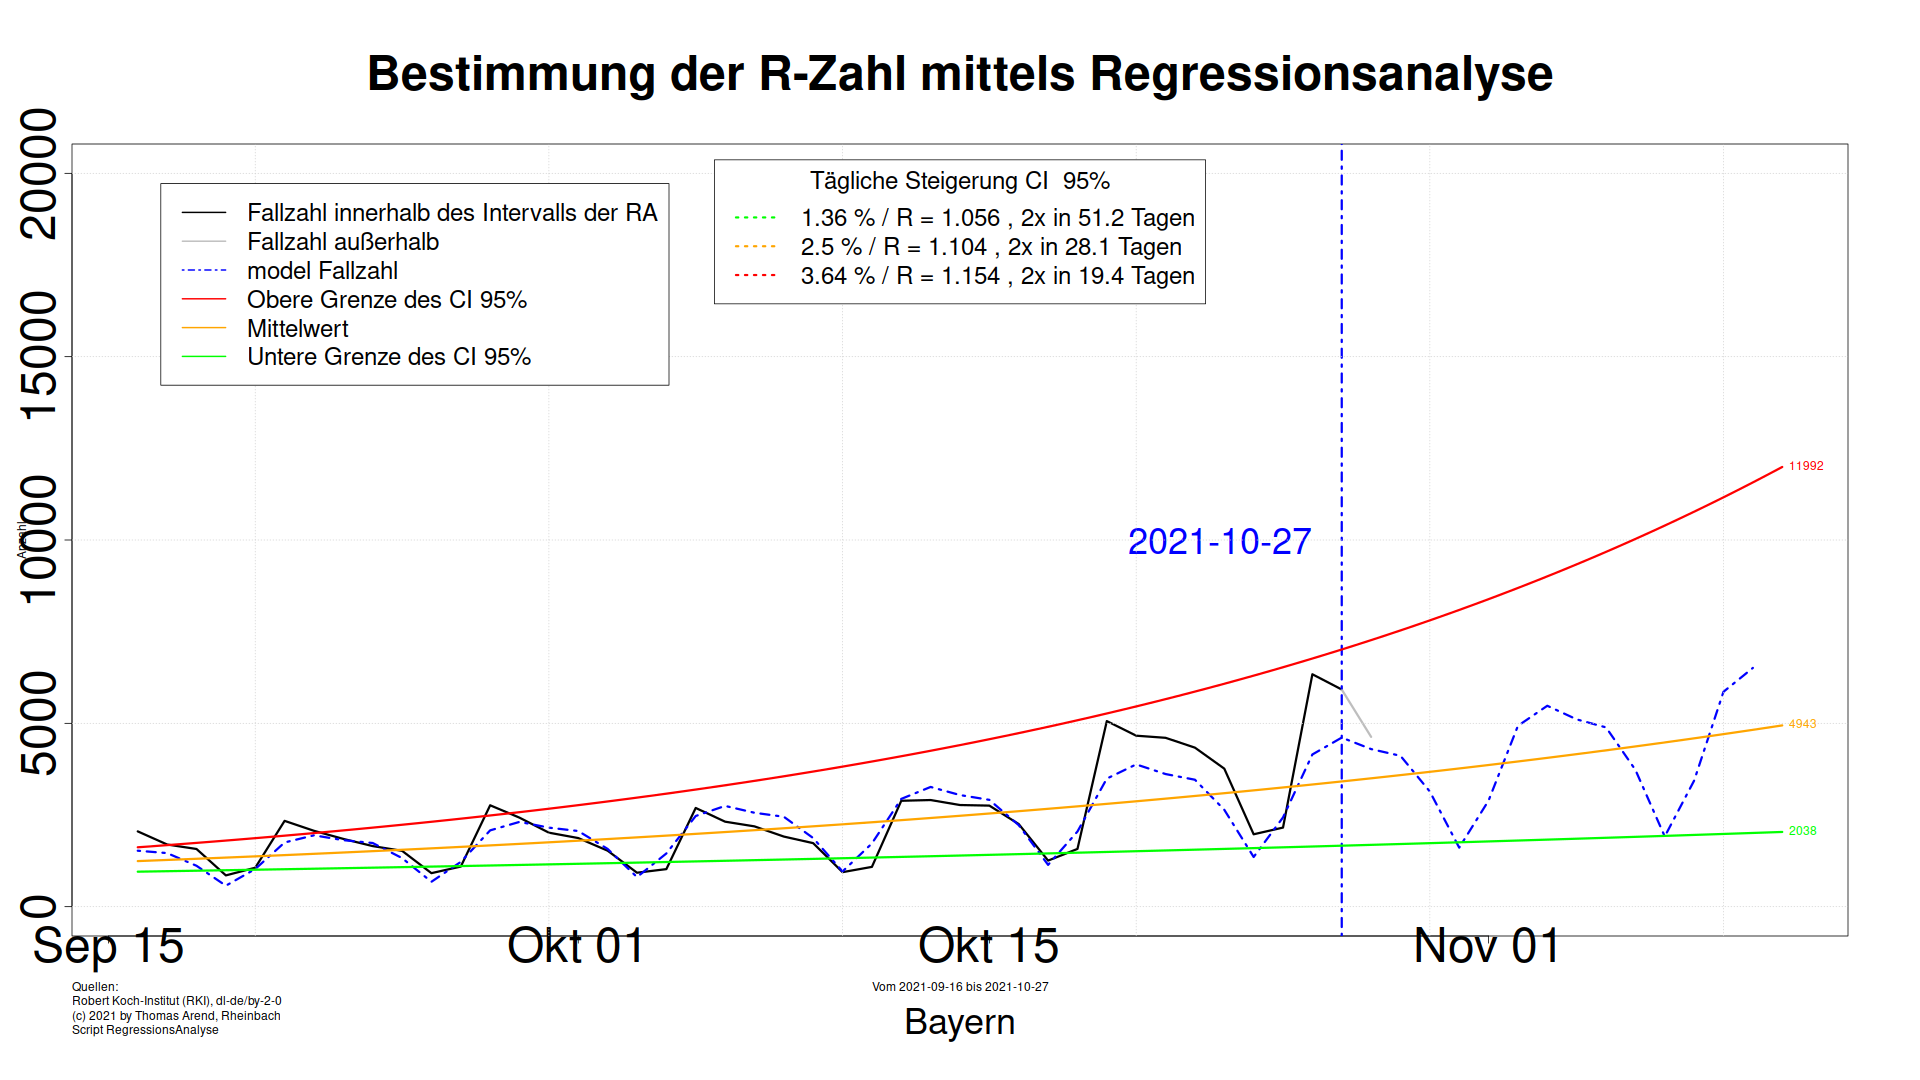 Bestimmung der R-Zahl mittels Regressionsanalyse
20000
15000
10000
5000
0
Anzahl
Fallzahl innerhalb des Intervalls der RA
Fallzahl außerhalb
model Fallzahl
Obere Grenze des CI 95%
Mittelwert
Untere Grenze des CI 95%
Tägliche Steigerung CI  95%
1.36 % / R = 1.056 , 2x in 51.2 Tagen
2.5 % / R = 1.104 , 2x in 28.1 Tagen
3.64 % / R = 1.154 , 2x in 19.4 Tagen
2021-10-27
11992
4943
2038
Sep 15 Okt 01 Okt 15 Nov 01
Quellen:
Robert Koch-Institut (RKI), dl-de/by-2-0
(c) 2021 by Thomas Arend, Rheinbach
Script RegressionsAnalyse
Vom 2021-09-16 bis 2021-10-27
Bayern